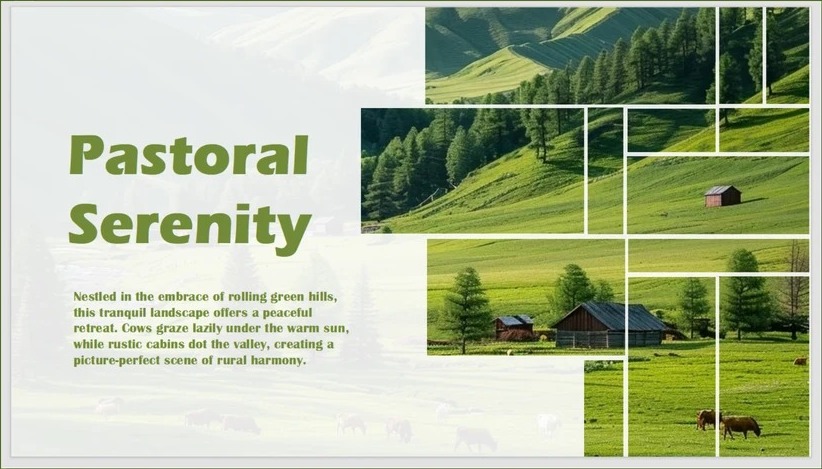 Pastoral
Serenity
Nestled in the embrace of rolling green hills,
this tranquil landscape offers a peaceful
retreat. Cows graze lazily under the warm sun,
while rustic cabins dot the valley, creating a
picture-perfect scene of rural harmony.